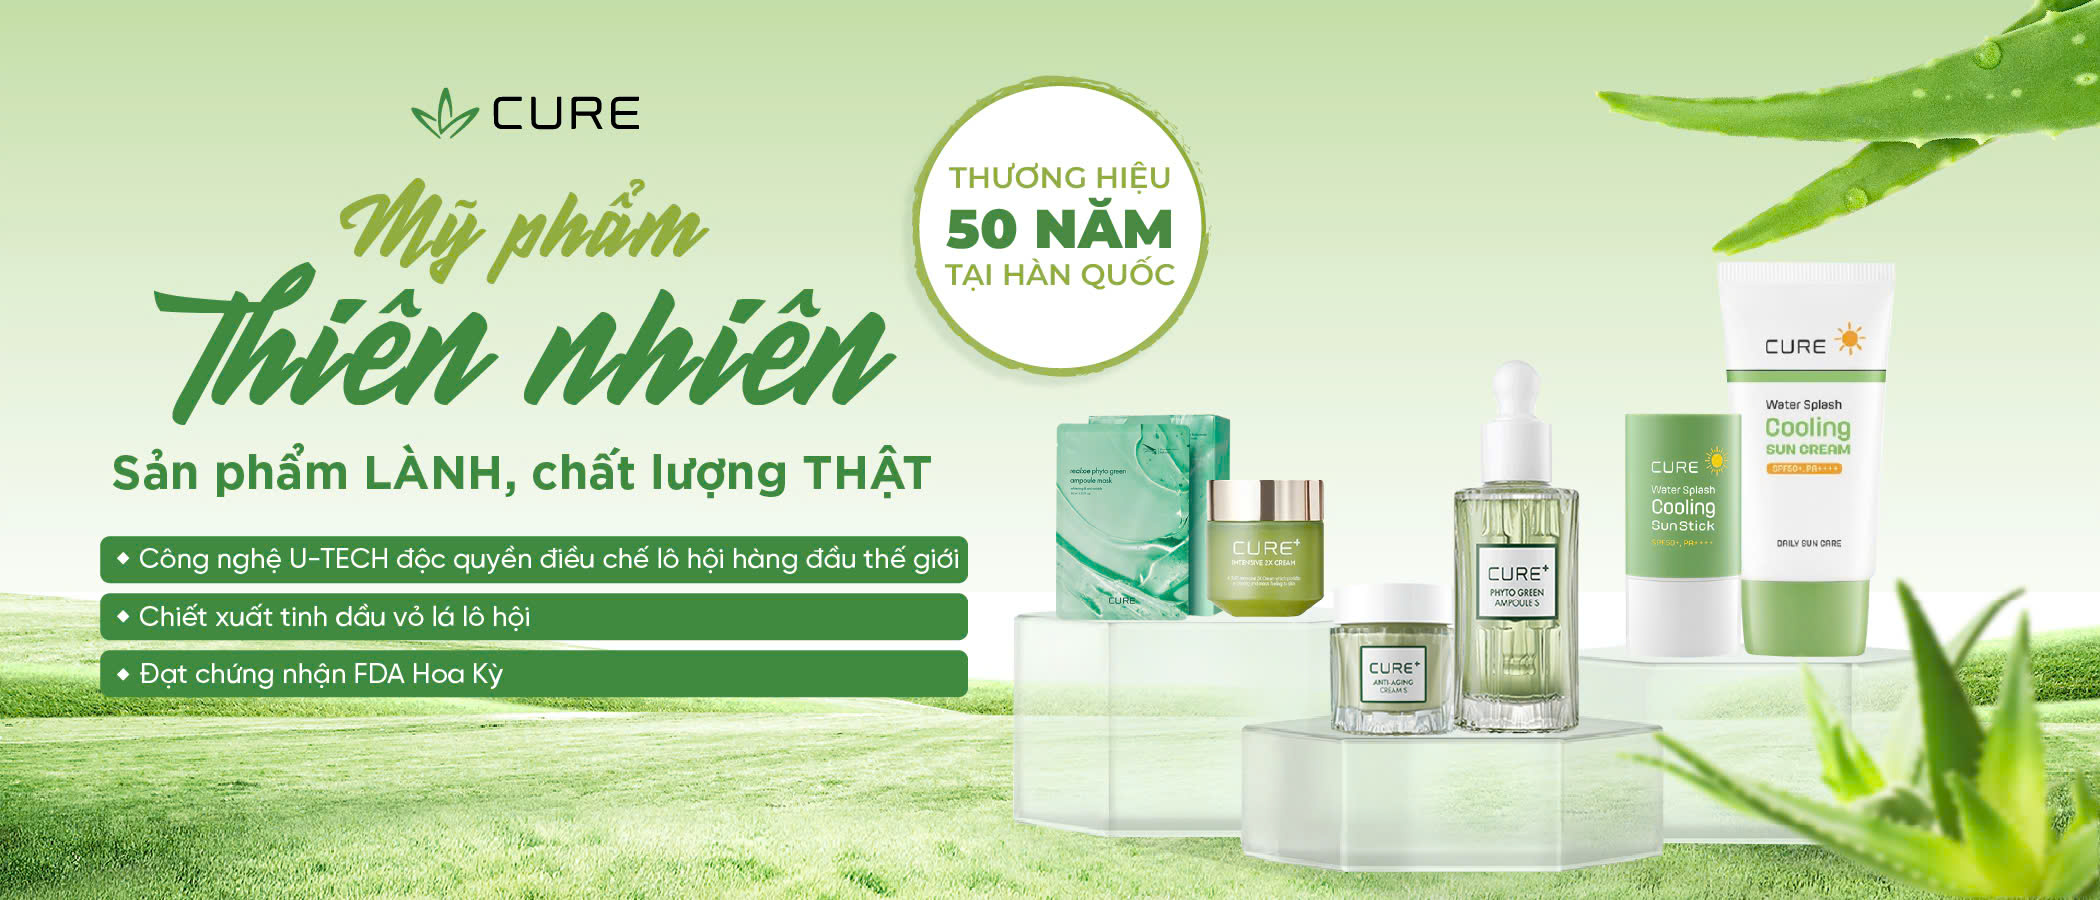 CURE
Mỹ phẩm
Thiên nhiên
Sản phẩm LÀNH, chất lượng THẬT
◆ Công nghệ U-TECH độc quyền điều chế lô hội hàng đầu thế giới
◆ Chiết xuất tinh dầu vỏ lá lô hội
◆ Đạt chứng nhận FDA Hoa Kỳ
THƯƠNG HIỆU
50 NĂM
TẠI HÀN QUỐC
phyto green
ampoule mask
CURE
CURE+
INTENSIVE 2X CREAM
CURE+
ANTI-AGING
CREAM S
CURE+
PHYTO GREEN
AMPOULE S
CURE
Water Splash
Cooling
Sun Stick
SPF50+, PA++++
CURE
Water Splash
Cooling
SUN CREAM
SPF50+, PA++++
DAILY SUN CARE